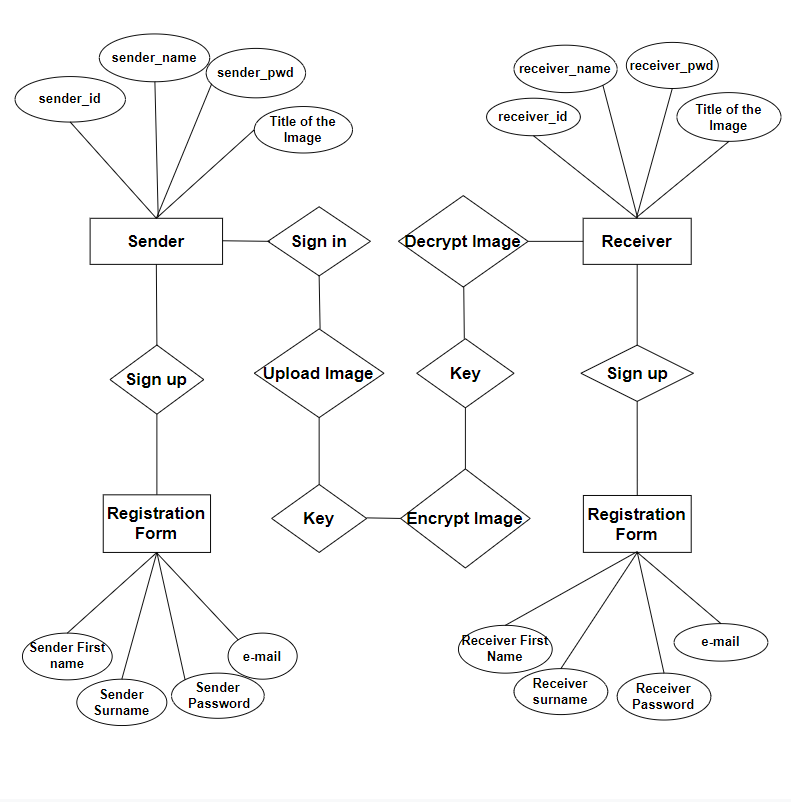 sender_name
sender_pwd
sender_id
Title of the
Image
receiver_name
receiver_pwd
receiver_id
Title of the
Image
Sender
Sign in
Decrypt Image
Receiver
Sign up
Upload Image
Key
Sign up
Registration
Form
Key
Encrypt Image
Registration
Form
Sender First
name
Sender
Surname
Sender
Password
e-mail
Receiver First
Name
Receiver
surname
Receiver
Password
e-mail